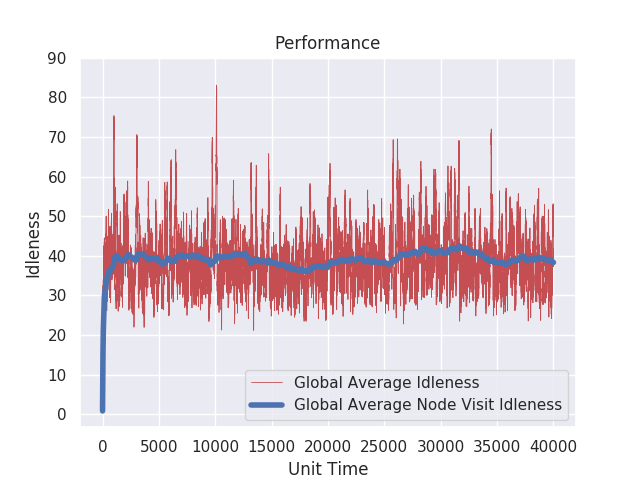 Performance
90
80
70
60
50
40
30
20
10
0
Idleness
0 5000 10000 15000 20000 25000 30000 35000 40000
Unit Time
Global Average Idleness
Global Average Node Visit Idleness